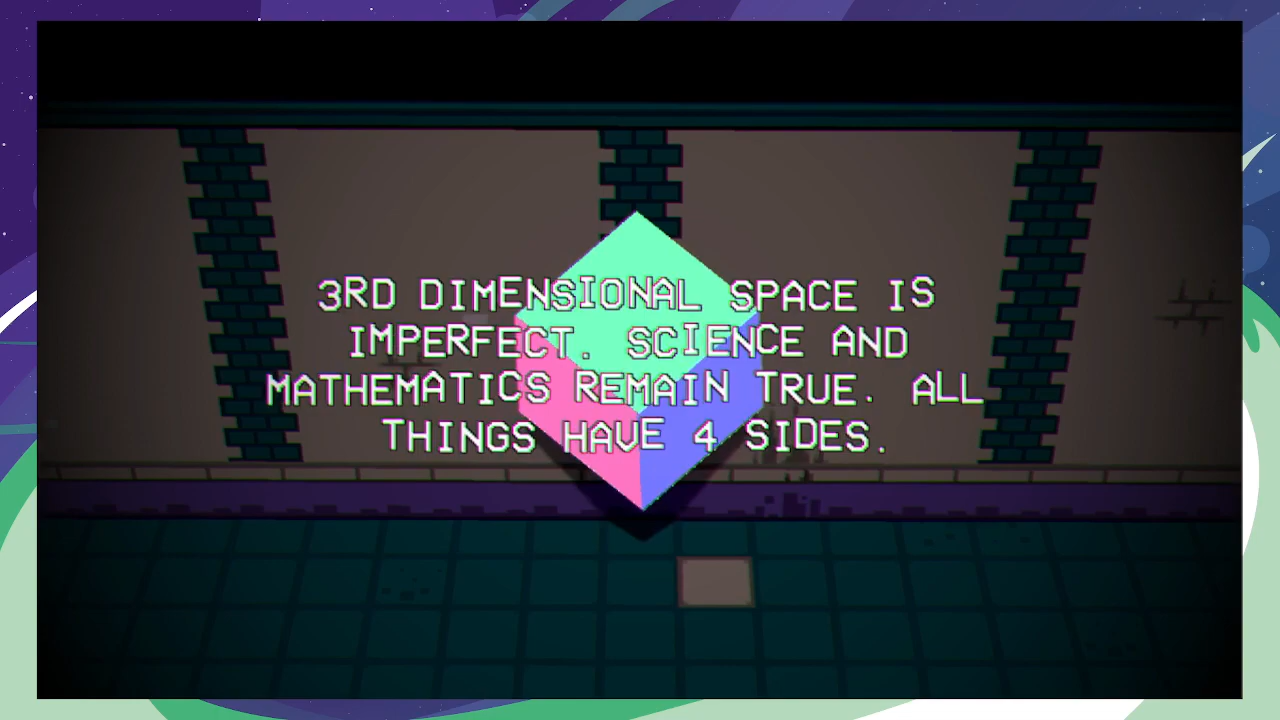 3RD DIMENSIONAL SPACE IS
IMPERFECT. SCIENCE AND
MATHEMATICS REMAIN TRUE. ALL
THINGS HAVE 4 SIDES.